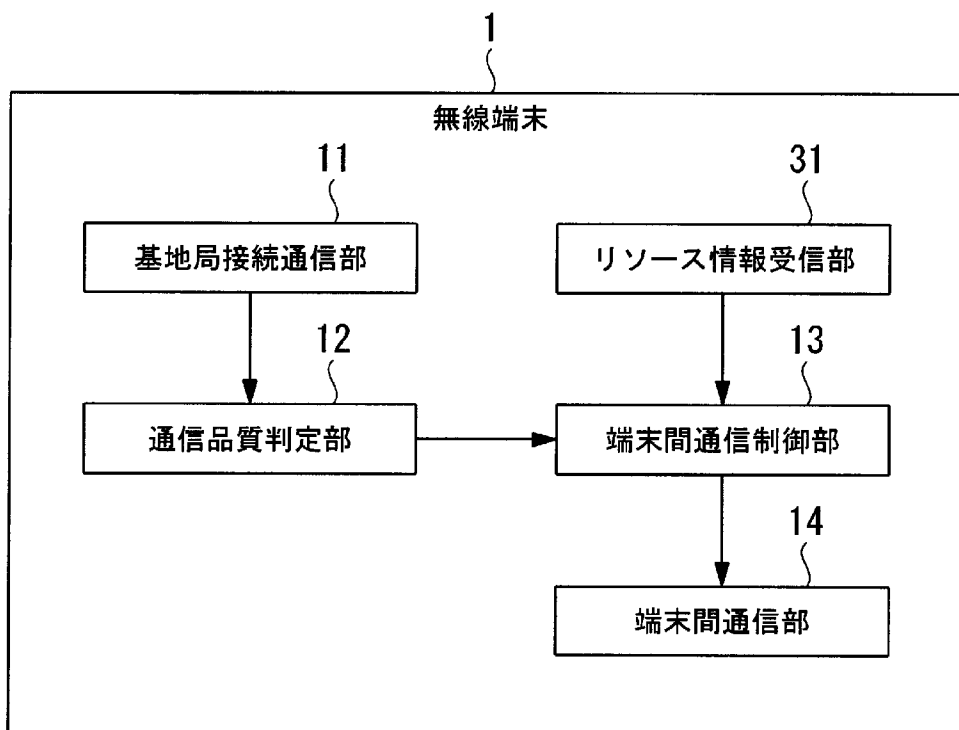 1
無線端末
11
31
基地局接続通信部
リソース情報受信部
12
13
通信品質判定部
端末間通信制御部
14
端末間通信部